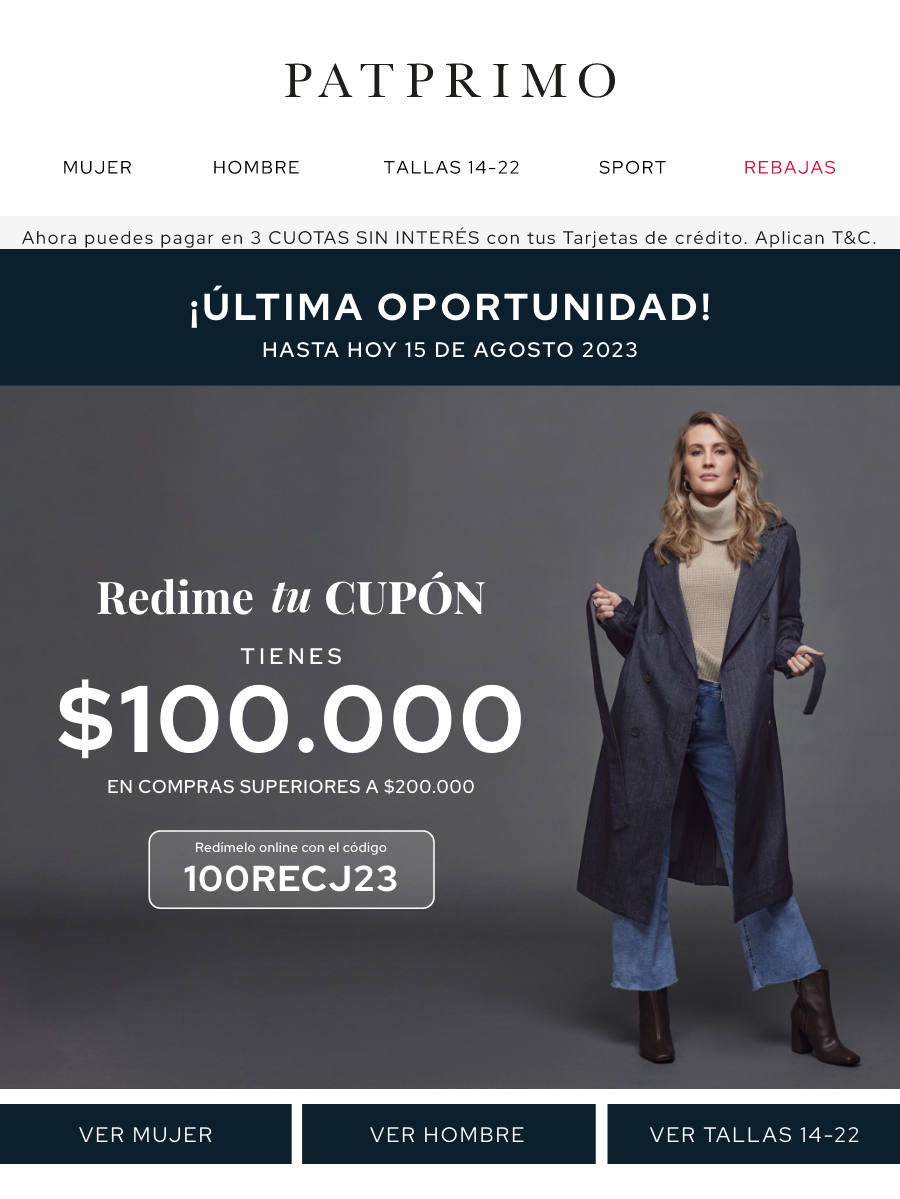 PATPRIMO
MUJER HOMBRE TALLAS 14-22 SPORT REBAJAS
Ahora puedes pagar en 3 CUOTAS SIN INTERÉS con tus Tarjetas de crédito. Aplican T&C.
¡ÚLTIMA OPORTUNIDAD!
HASTA HOY 15 DE AGOSTO 2023
Redime tu CUPÓN
TIENES
$100.000
EN COMPRAS SUPERIORES A $200.000
Redímelo online con el código
100RECJ23
VER MUJER VER HOMBRE VER TALLAS 14-22